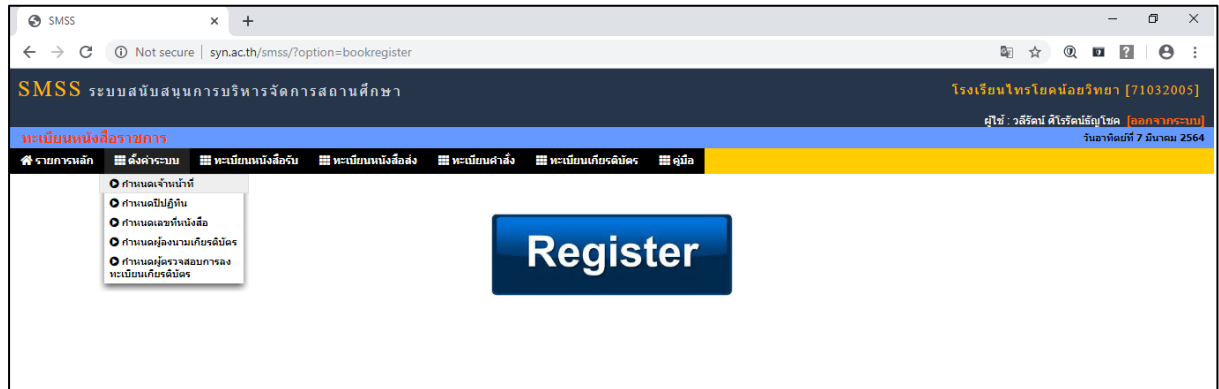 SMSS
Not secure | syn.ac.th/smss/?option=bookregister
SMSS ระบบสนับสนุนการบริหารจัดการสถานศึกษา
โรงเรียนไทรโยคน้อยวิทยา [71032005]
ผู้ใช้ : วลีรัตน์ ศิโรรัตน์ธัญโชค [ออกจากระบบ]
ทะเบียนหนังสือราชการ
วันอาทิตย์ที่ 7 มีนาคม 2564
รายการหลัก ตั้งค่าระบบ ทะเบียนหนังสือรับ ทะเบียนหนังสือส่ง ทะเบียนคำสั่ง ทะเบียนเกียรติบัตร คู่มือ
กำหนดเจ้าหน้าที่
กำหนดปีปฏิทิน
กำหนดเลขที่หนังสือ
กำหนดผู้ลงนามเกียรติบัตร
กำหนดผู้ตรวจสอบการลง
ทะเบียนเกียรติบัตร
Register